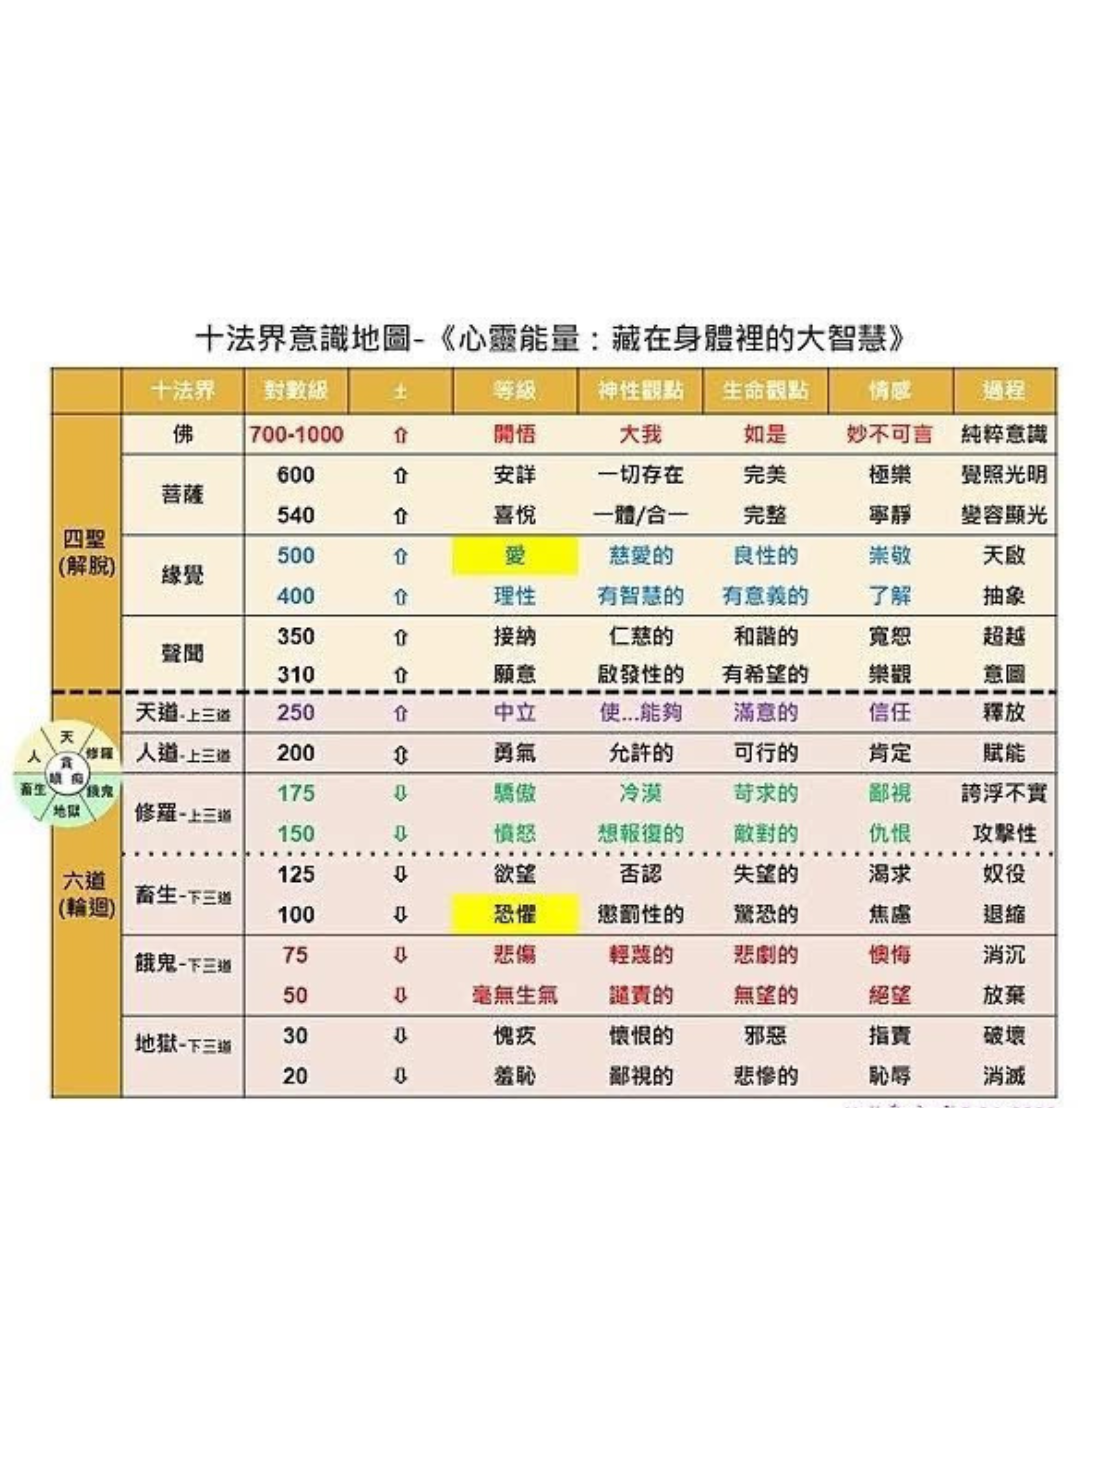 十法界意識地圖-《心靈能量：藏在身體裡的大智慧》
十法界 對數級 ± 等級 神性觀點 生命觀點 情感 過程
佛 700-1000 ⇧ 開悟 大我 如是 妙不可言 純粹意識
菩薩
600 ⇧ 安詳 一切存在 完美 極樂 覺照光明
540 ⇧ 喜悅 一體/合一 完整 寧靜 變容顯光
四聖
(解脫)
緣覺
500 ⇧ 愛 慈愛的 良性的 崇敬 天啟
400 ⇧ 理性 有智慧的 有意義的 了解 抽象
聲聞
350 ⇧ 接納 仁慈的 和諧的 寬恕 超越
310 ⇧ 願意 啟發性的 有希望的 樂觀 意圖
天道-上三道 250 ⇧ 中立 使...能夠 滿意的 信任 釋放
人道-上三道 200 ⇳ 勇氣 允許的 可行的 肯定 賦能
天
人 修羅
貪
瞋 痴
畜生 餓鬼
地獄
修羅-上三道
175 ⇩ 驕傲 冷漠 苛求的 鄙視 誇浮不實
150 ⇩ 憤怒 想報復的 敵對的 仇恨 攻擊性
六道
(輪迴)
畜生-下三道
125 ⇩ 欲望 否認 失望的 渴求 奴役
100 ⇩ 恐懼 懲罰性的 驚恐的 焦慮 退縮
餓鬼-下三道
75 ⇩ 悲傷 輕蔑的 悲劇的 懊悔 消沉
50 ⇩ 毫無生氣 譴責的 無望的 絕望 放棄
地獄-下三道
30 ⇩ 愧疚 懷恨的 邪惡 指責 破壞
20 ⇩ 羞恥 鄙視的 悲慘的 恥辱 消滅